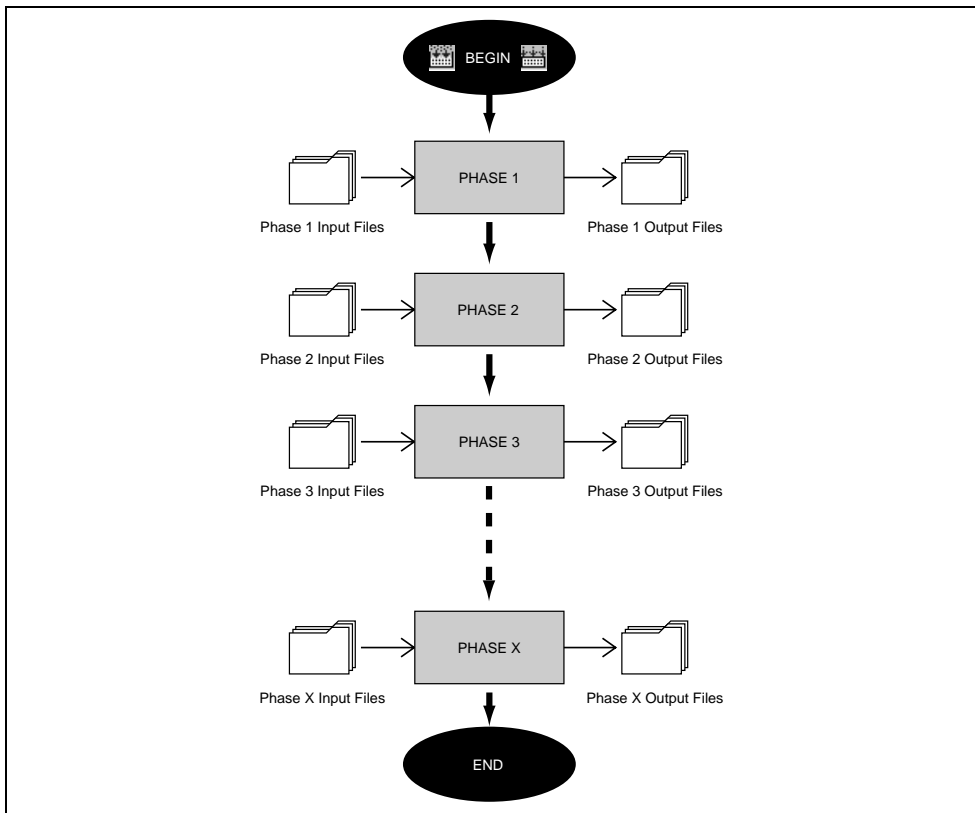 BEGIN
PHASE 1
Phase 1 Input Files
Phase 1 Output Files
PHASE 2
Phase 2 Input Files
Phase 2 Output Files
PHASE 3
Phase 3 Input Files
Phase 3 Output Files
PHASE X
Phase X Input Files
Phase X Output Files
END